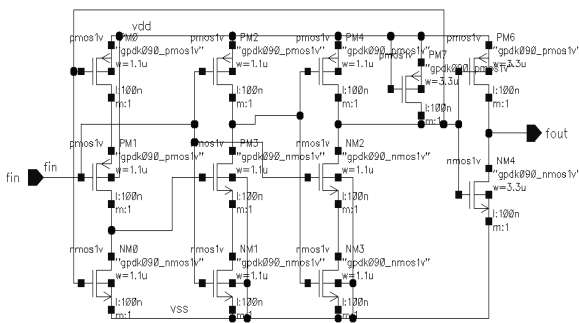 vdd
pmos1v PM0
"gpdk090_pmos1v"
w=1.1u
l:100n
m:1
pmos1v PM2
"gpdk090_pmos1v"
w=1.1u
l:100n
m:1
pmos1v PM4
"gpdk090_pmos1v"
w=1.1u
l:100n
m:1
pmos1v PM7
"gpdk090_pmos1v"
w=3.3u
l:100n
m:1
pmos1v PM6
"gpdk090_pmos1v"
w=3.3u
l:100n
m:1
fout
fin
fin
pmos1v PM1
"gpdk090_pmos1v"
w=1.1u
l:100n
m:1
nmos1v PM3
"gpdk090_nmos1v"
w=1.1u
l:100n
m:1
nmos1v NM2
"gpdk090_nmos1v"
w=1.1u
l:100n
m:1
nmos1v NM4
"gpdk090_nmos1v"
w=3.3u
l:100n
m:1
nmos1v NM0
"gpdk090_nmos1v"
w=1.1u
l:100n
m:1
vss
nmos1v NM1
"gpdk090_nmos1v"
w=1.1u
l:100n
m:1
nmos1v NM3
"gpdk090_nmos1v"
w=1.1u
l:100n
m:1